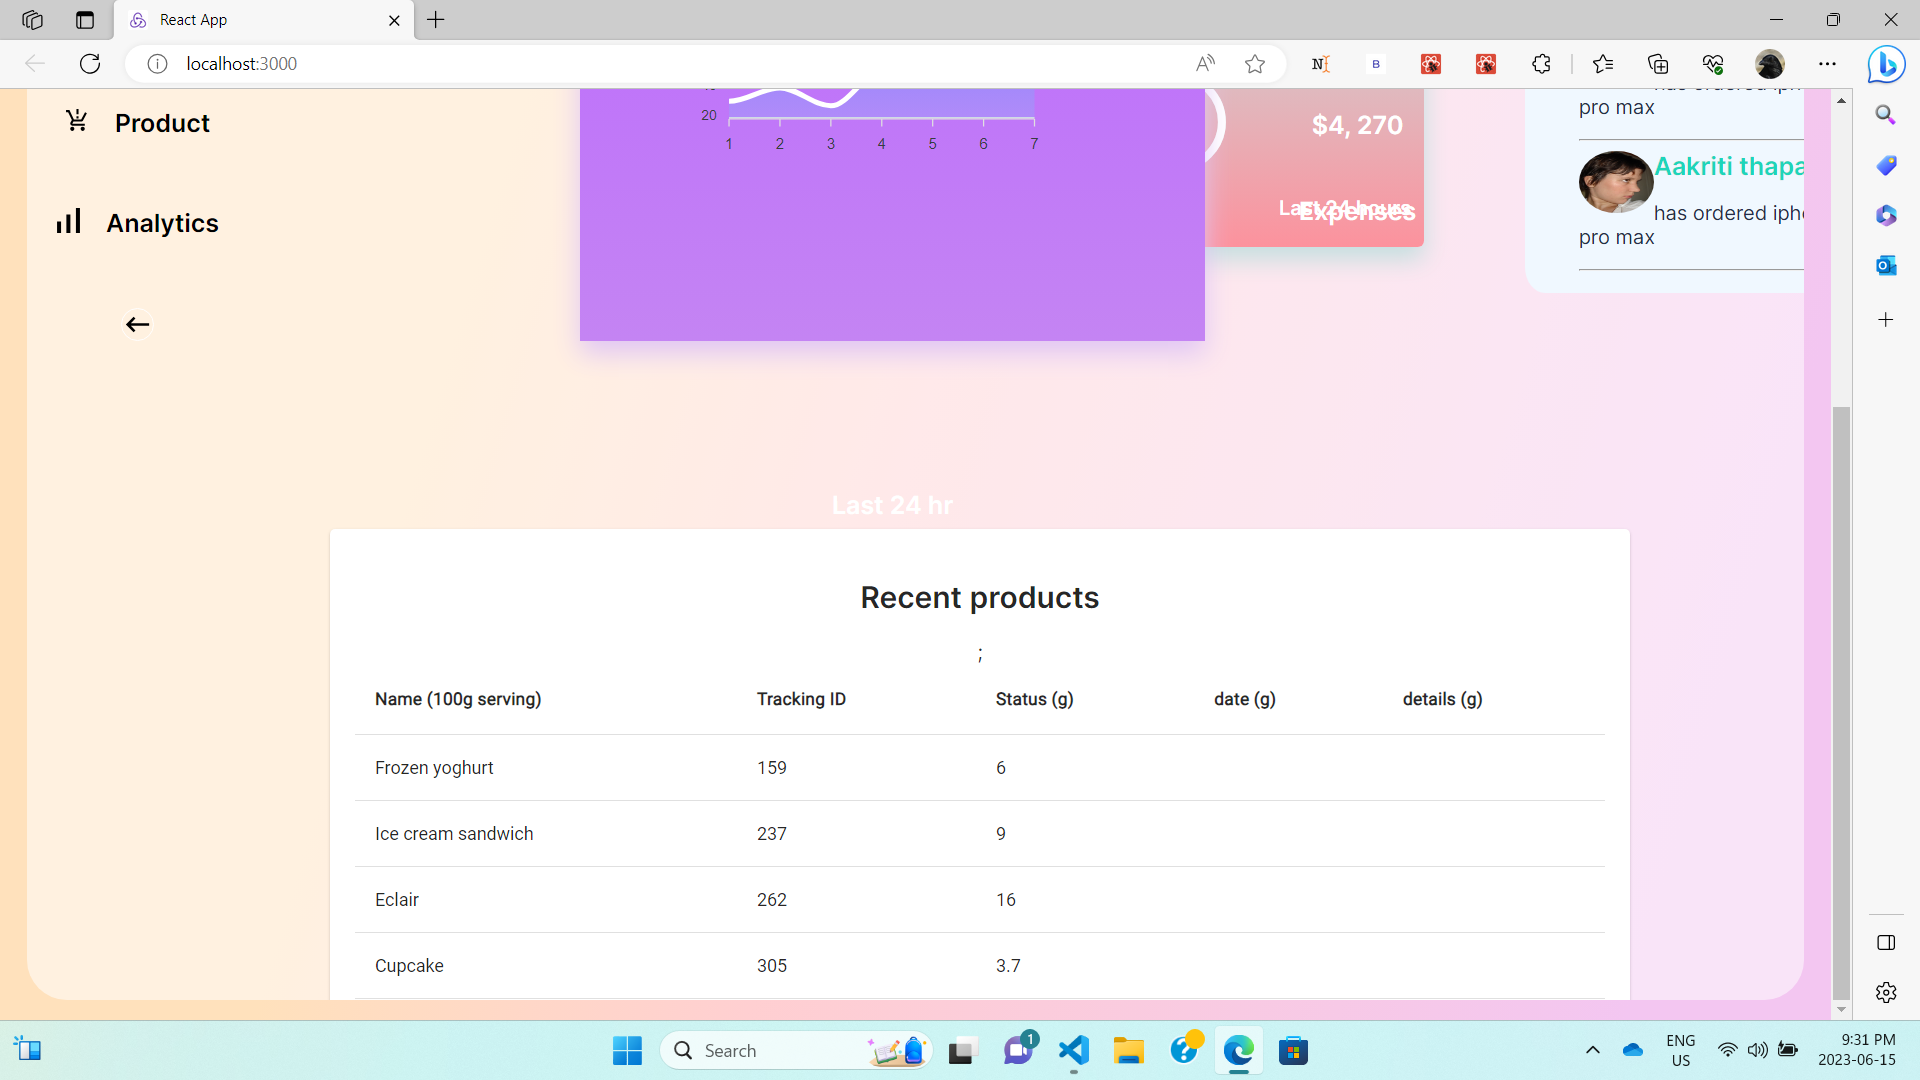 React App
localhost:3000
N
B
Product
Analytics
20
1 2 3 4 5 6 7
$4, 270
Last 24 hours
Expenses
pro max
Aakriti thapa
has ordered iph
pro max
Last 24 hr
Recent products
;
Name (100g serving) Tracking ID Status (g) date (g) details (g)
Frozen yoghurt 159 6
Ice cream sandwich 237 9
Eclair 262 16
Cupcake 305 3.7
Search
1
ENG
US
9:31 PM
2023-06-15